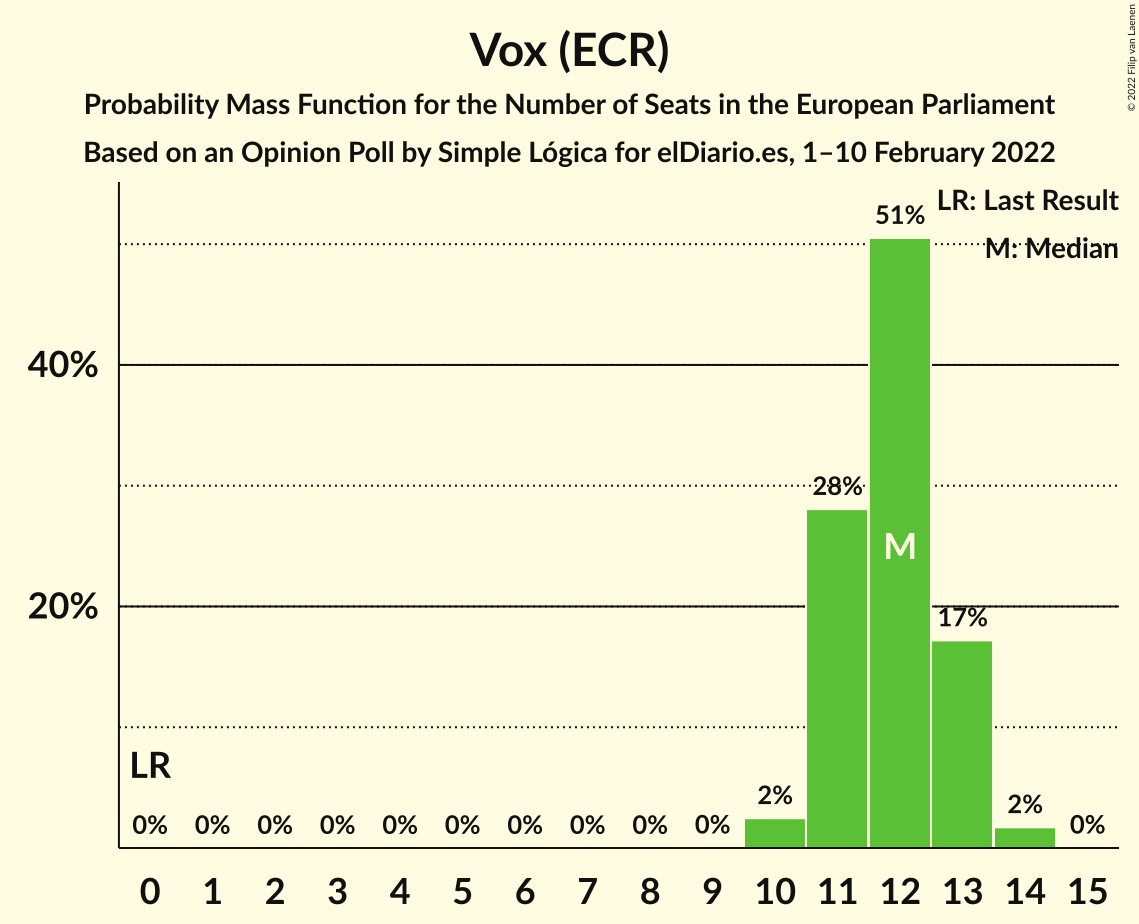 Vox (ECR)
Probability Mass Function for the Number of Seats in the European Parliament
Based on an Opinion Poll by Simple Lógica for elDiario.es, 1–10 February 2022
© 2022 Filip van Laenen
LR: Last Result
M: Median
51%
40%
28%
M
20%
17%
LR
0% 0% 0% 0% 0% 0% 0% 0% 0% 0% 2% 2% 0%
0 1 2 3 4 5 6 7 8 9 10 11 12 13 14 15